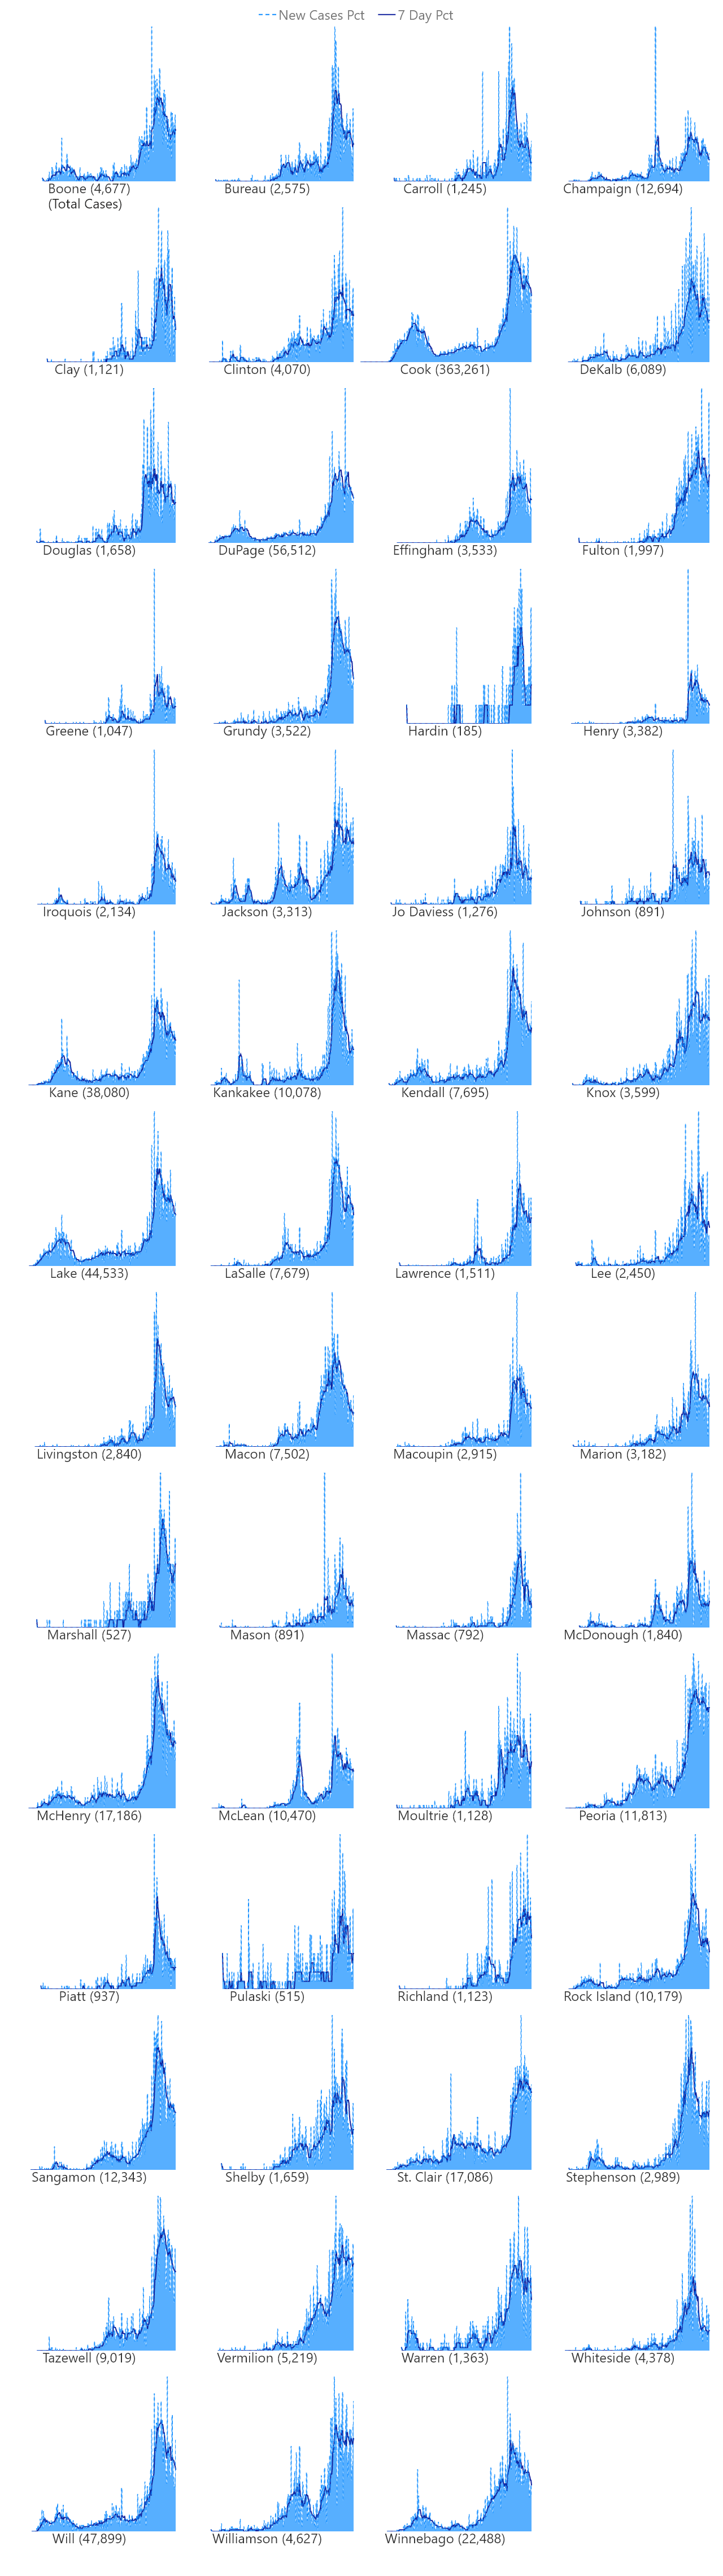 New Cases Pct 7 Day Pct
Boone (4,677) Bureau (2,575) Carroll (1,245) Champaign (12,694)
(Total Cases)
Clay (1,121) Clinton (4,070) Cook (363,261) DeKalb (6,089)
Douglas (1,658) DuPage (56,512) Effingham (3,533) Fulton (1,997)
Greene (1,047) Grundy (3,522) Hardin (185) Henry (3,382)
Iroquois (2,134) Jackson (3,313) Jo Daviess (1,276) Johnson (891)
Kane (38,080) Kankakee (10,078) Kendall (7,695) Knox (3,599)
Lake (44,533) LaSalle (7,679) Lawrence (1,511) Lee (2,450)
Livingston (2,840) Macon (7,502) Macoupin (2,915) Marion (3,182)
Marshall (527) Mason (891) Massac (792) McDonough (1,840)
McHenry (17,186) McLean (10,470) Moultrie (1,128) Peoria (11,813)
Piatt (937) Pulaski (515) Richland (1,123) Rock Island (10,179)
Sangamon (12,343) Shelby (1,659) St. Clair (17,086) Stephenson (2,989)
Tazewell (9,019) Vermilion (5,219) Warren (1,363) Whiteside (4,378)
Will (47,899) Williamson (4,627) Winnebago (22,488)